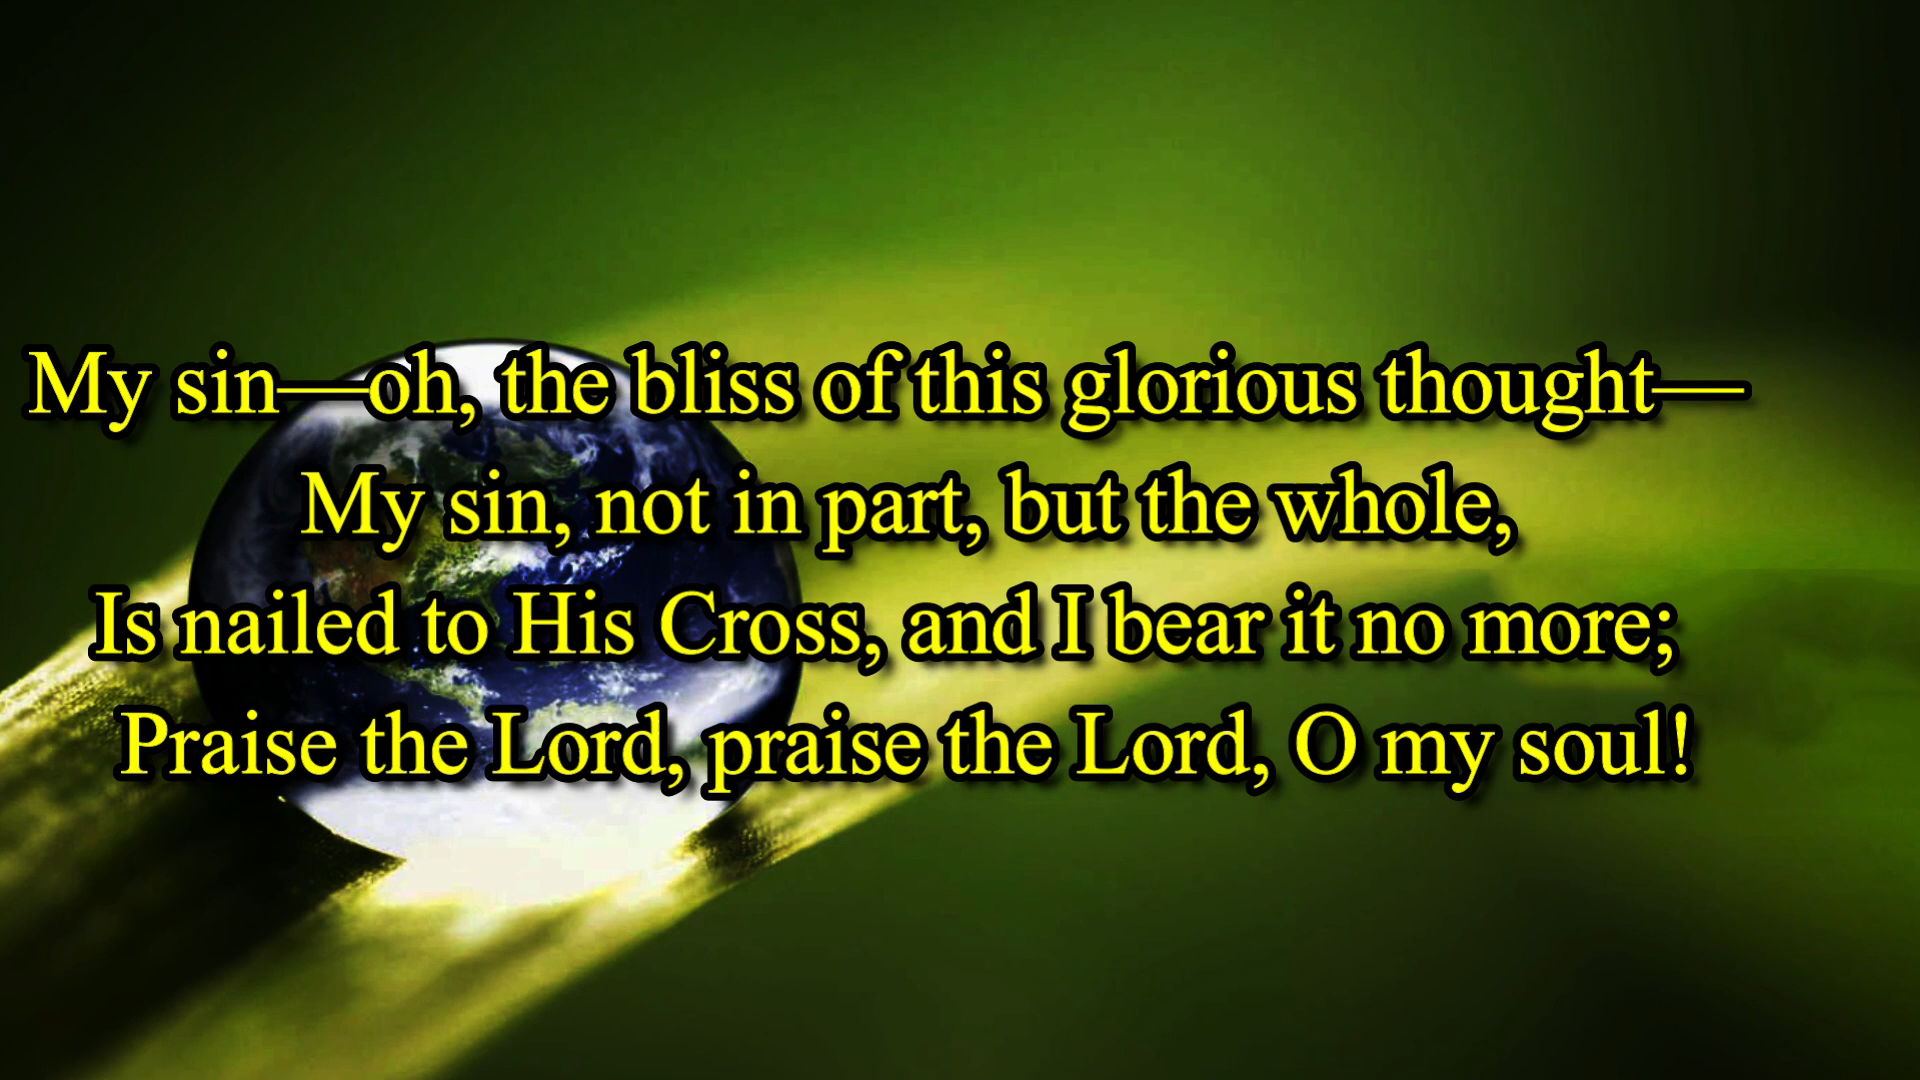 My sin—oh, the bliss of this glorious thought—
My sin, not in part, but the whole,
Is nailed to His Cross, and I bear it no more;
Praise the Lord, praise the Lord, O my soul!